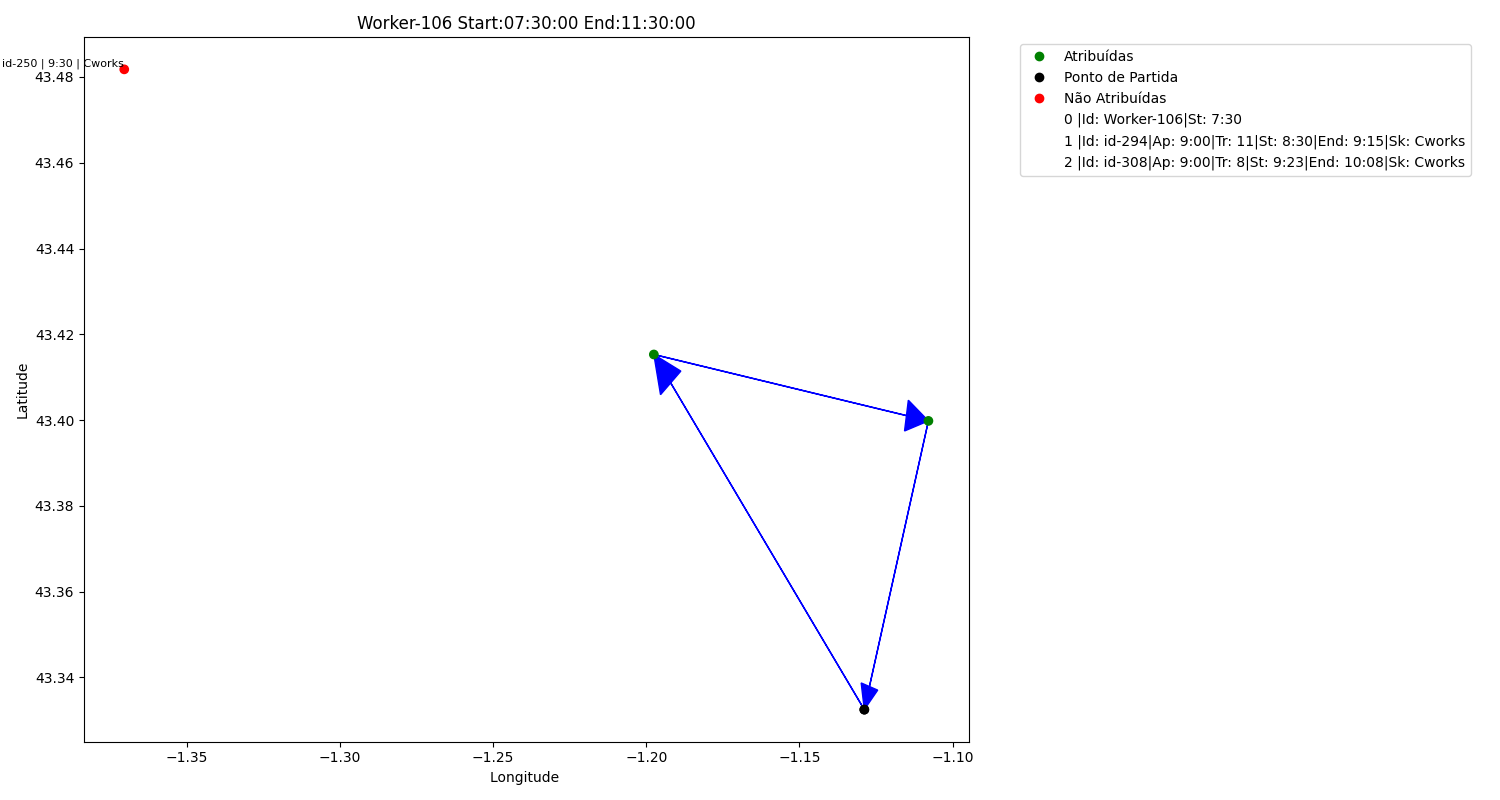 Worker-106 Start:07:30:00 End:11:30:00
id-250 | 9:30 | Cworks
43.48
43.46
43.44
43.42
43.40
43.38
43.36
43.34
Latitude
−1.35
−1.30
−1.25
−1.20
−1.15
−1.10
Longitude
Atribuídas
Ponto de Partida
Não Atribuídas
0 |Id: Worker-106|St: 7:30
1 |Id: id-294|Ap: 9:00|Tr: 11|St: 8:30|End: 9:15|Sk: Cworks
2 |Id: id-308|Ap: 9:00|Tr: 8|St: 9:23|End: 10:08|Sk: Cworks